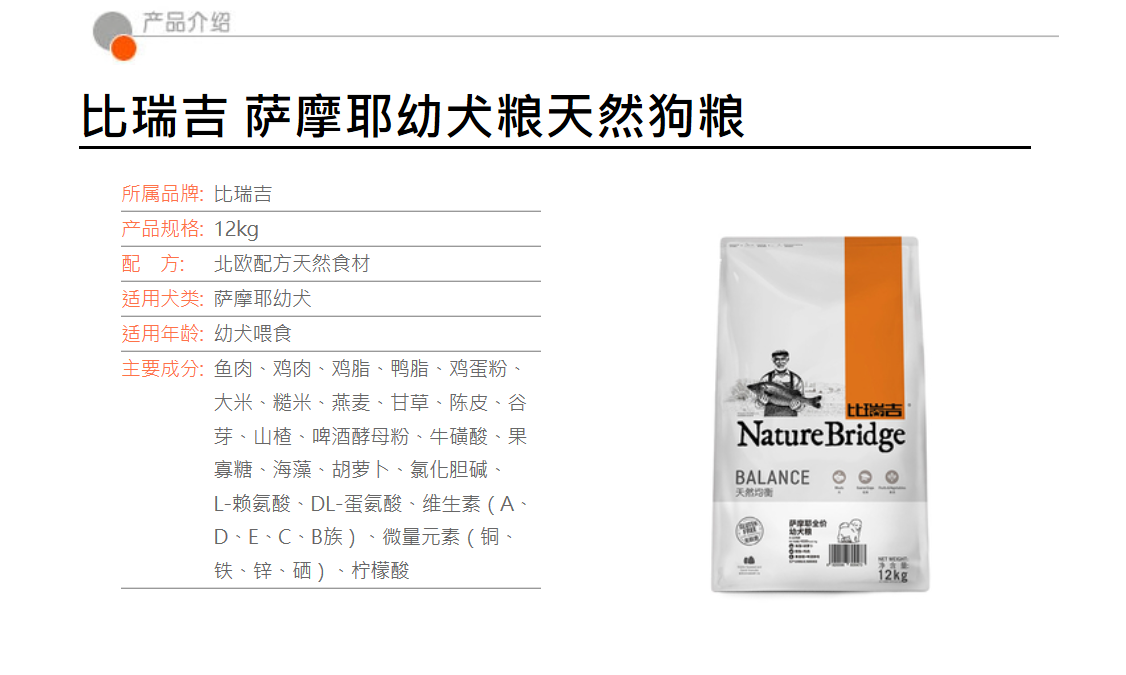 产品介绍
比瑞吉 萨摩耶幼犬粮天然狗粮
所属品牌: 比瑞吉
产品规格: 12kg
配 方: 北欧配方天然食材
适用犬类: 萨摩耶幼犬
适用年龄: 幼犬喂食
主要成分: 鱼肉、鸡肉、鸡脂、鸭脂、鸡蛋粉、
大米、糙米、燕麦、甘草、陈皮、谷
芽、山楂、啤酒酵母粉、牛磺酸、果
寡糖、海藻、胡萝卜、氯化胆碱、
L-赖氨酸、DL-蛋氨酸、维生素（A、
D、E、C、B族）、微量元素（铜、
铁、锌、硒）、柠檬酸
比瑞吉
NatureBridge
BALANCE
天然均衡
GLUTEN FREE
萨摩耶全价
幼犬粮
NET WEIGHT:
净含量:
12kg